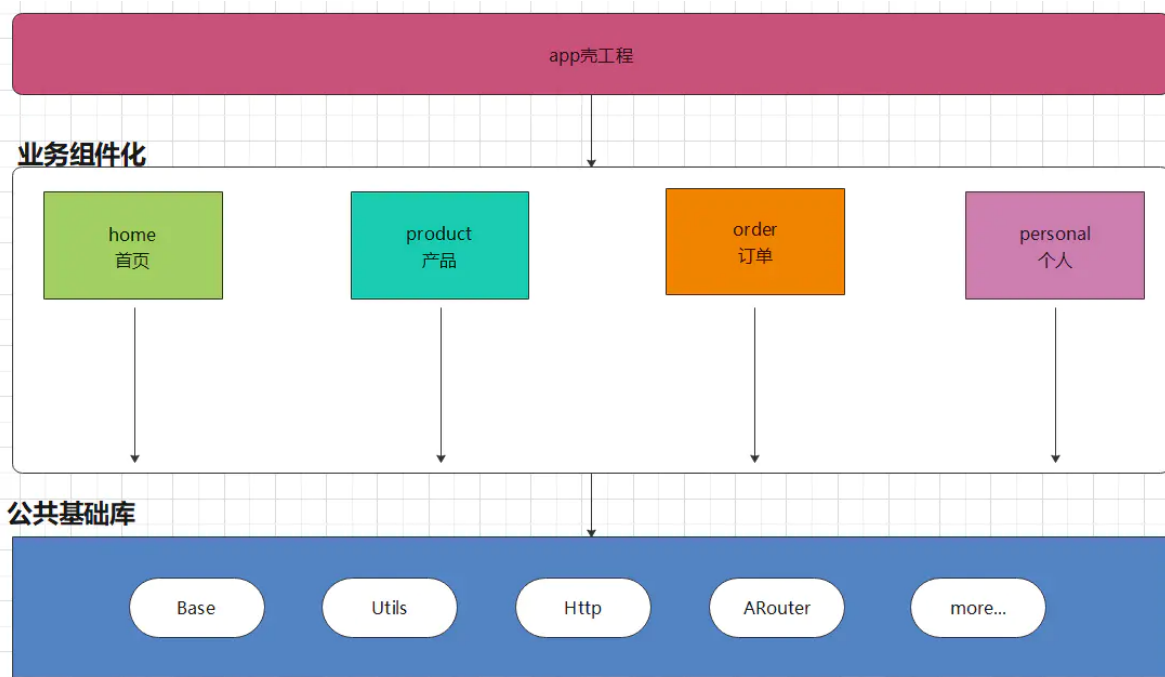 app壳工程
业务组件化
home
首页
product
产品
order
订单
personal
个人
公共基础库
Base
Utils
Http
ARouter
more...